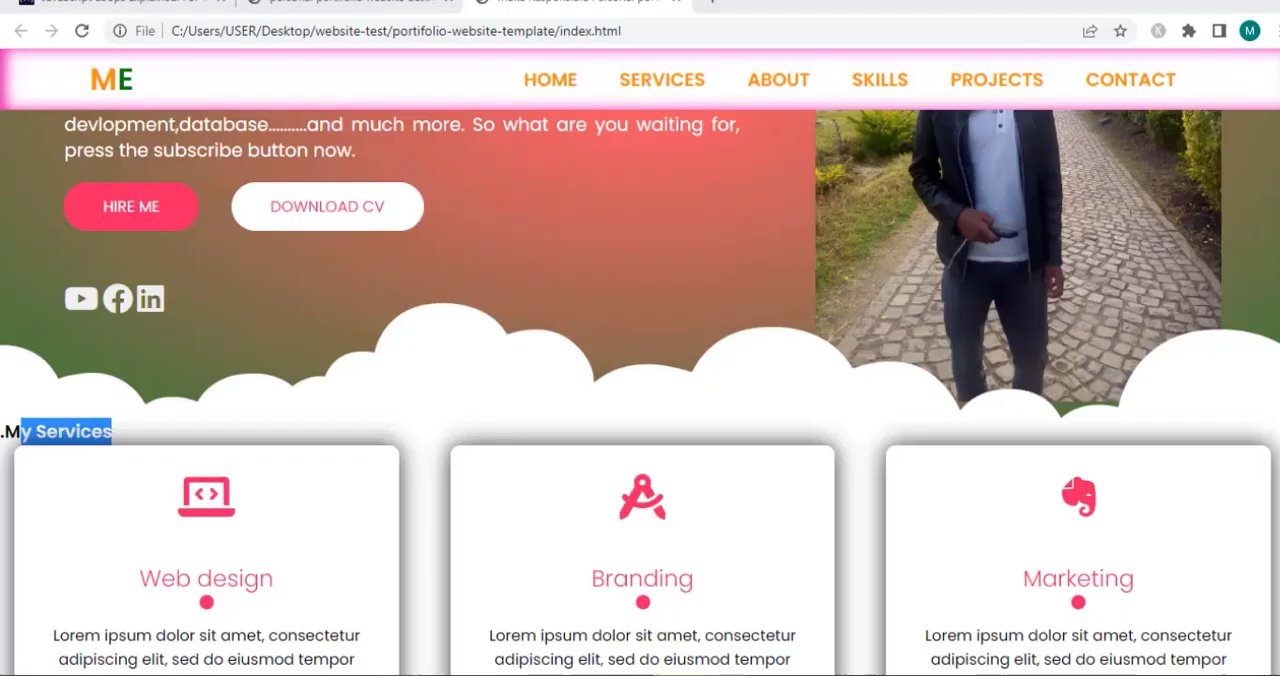 File
C:/Users/USER/Desktop/website-test/portifolio-website-template/index.html
M
ME
HOME
SERVICES
ABOUT
SKILLS
PROJECTS
CONTACT
devlopment,database..........and much more. So what are you waiting for,
press the subscribe button now.
HIRE ME
DOWNLOAD CV
.My Services
Web design
Branding
Marketing
Lorem ipsum dolor sit amet, consectetur
adipiscing elit, sed do eiusmod tempor
Lorem ipsum dolor sit amet, consectetur
adipiscing elit, sed do eiusmod tempor
Lorem ipsum dolor sit amet, consectetur
adipiscing elit, sed do eiusmod tempor